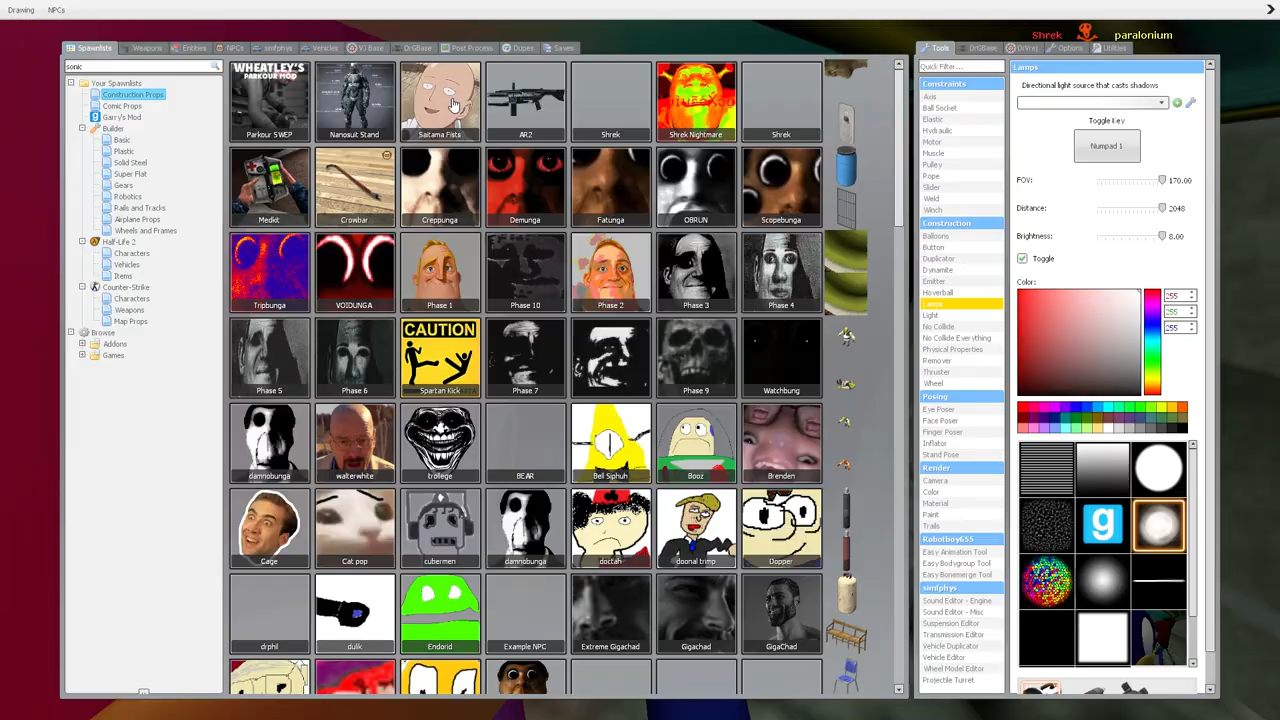 Drawing NPCs
Shrek paralonium
Spawnlists Weapons Entities NPCs simfphys Vehicles VJ Base DrGBase Post Process Dupes Saves
sonic
Your Spawnlists
Construction Props
Comic Props
Garry's Mod
Builder
Basic
Plastic
Solid Steel
Super Flat
Gears
Robotics
Rails and Tracks
Airplane Props
Wheels and Frames
Half-Life 2
Characters
Vehicles
Items
Counter-Strike
Characters
Weapons
Map Props
Browse
Addons
Games
WHEATLEY'S
PARKOUR MOD
Parkour SWEP Nanosuit Stand Saitama Fists AR2 Shrek Shrek Nightmare Shrek
Medkit Crowbar Creppunga Demunga Fatunga OBRUN Scopebunga
Tripbunga VOIDUNGA Phase 1 Phase 10 Phase 2 Phase 3 Phase 4
CAUTION
Phase 5 Phase 6 Spartan Kick Phase 7 Phase 9 Watchbung
damnobunga walterwhite trollege BEAR Bell Siphuh Booz Brenden
Cage Cat pop cubermen damnobunga doctah doonal trimp Dopper
drphil dulik Endorid Example NPC Extreme Gigachad Gigachad GigaChad
Tools DrGBase DrVrej Options Utilities
Quick Filter...
Constraints
Axis
Ball Socket
Elastic
Hydraulic
Motor
Muscle
Pulley
Rope
Slider
Weld
Winch
Construction
Balloons
Button
Duplicator
Dynamite
Emitter
Hoverball
Lamps
Light
No Collide
No Collide Everything
Physical Properties
Remover
Thruster
Wheel
Posing
Eye Poser
Face Poser
Finger Poser
Inflator
Stand Pose
Render
Camera
Color
Material
Paint
Trails
Robotboy655
Easy Animation Tool
Easy Bodygroup Tool
Easy Bonemerge Tool
simfphys
Sound Editor - Engine
Sound Editor - Misc
Suspension Editor
Transmission Editor
Vehicle Duplicator
Vehicle Editor
Wheel Model Editor
Projectile Turret
Lamps
Directional light source that casts shadows
Toggle Key
Numpad 1
FOV: 170.00
Distance: 2048
Brightness: 8.00
Toggle
Color:
255
255
255
g